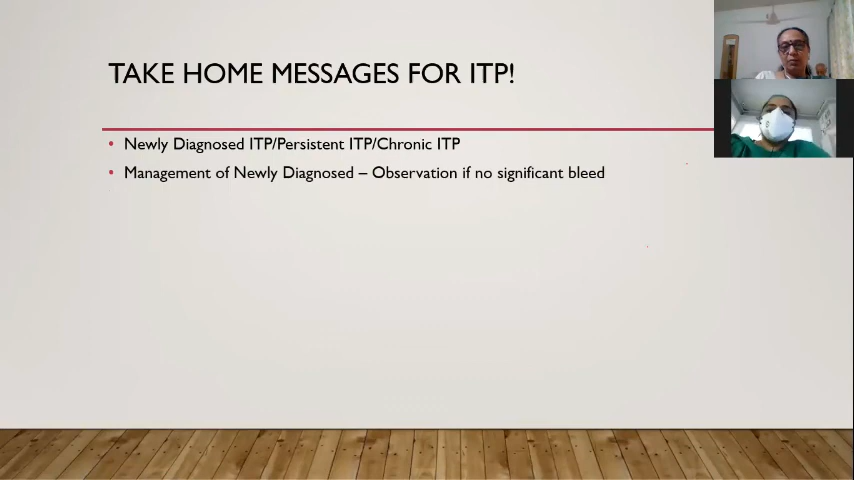 TAKE HOME MESSAGES FOR ITP!
• Newly Diagnosed ITP/Persistent ITP/Chronic ITP
• Management of Newly Diagnosed – Observation if no significant bleed